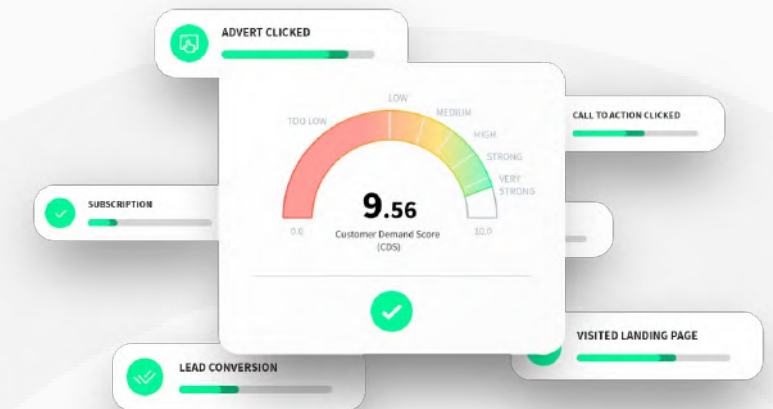 ADVERT CLICKED
LOW
MEDIUM
TOO LOW
HIGH
CALL TO ACTION CLICKED
STRONG
VERY
STRONG
SUBSCRIPTION
9.56
0.0
Customer Demand Score
10.0
(CDS)
VISITED LANDING PAGE
LEAD CONVERSION